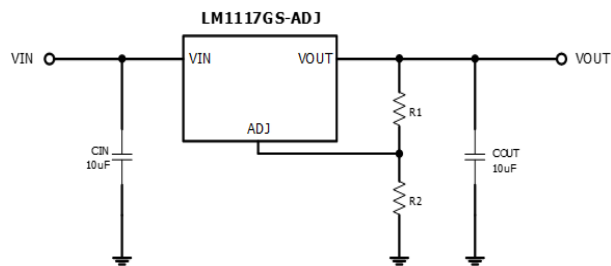 LM1117GS-ADJ
VIN
VIN
VOUT
VOUT
R1
ADJ
CIN
10uF
COUT
10uF
R2